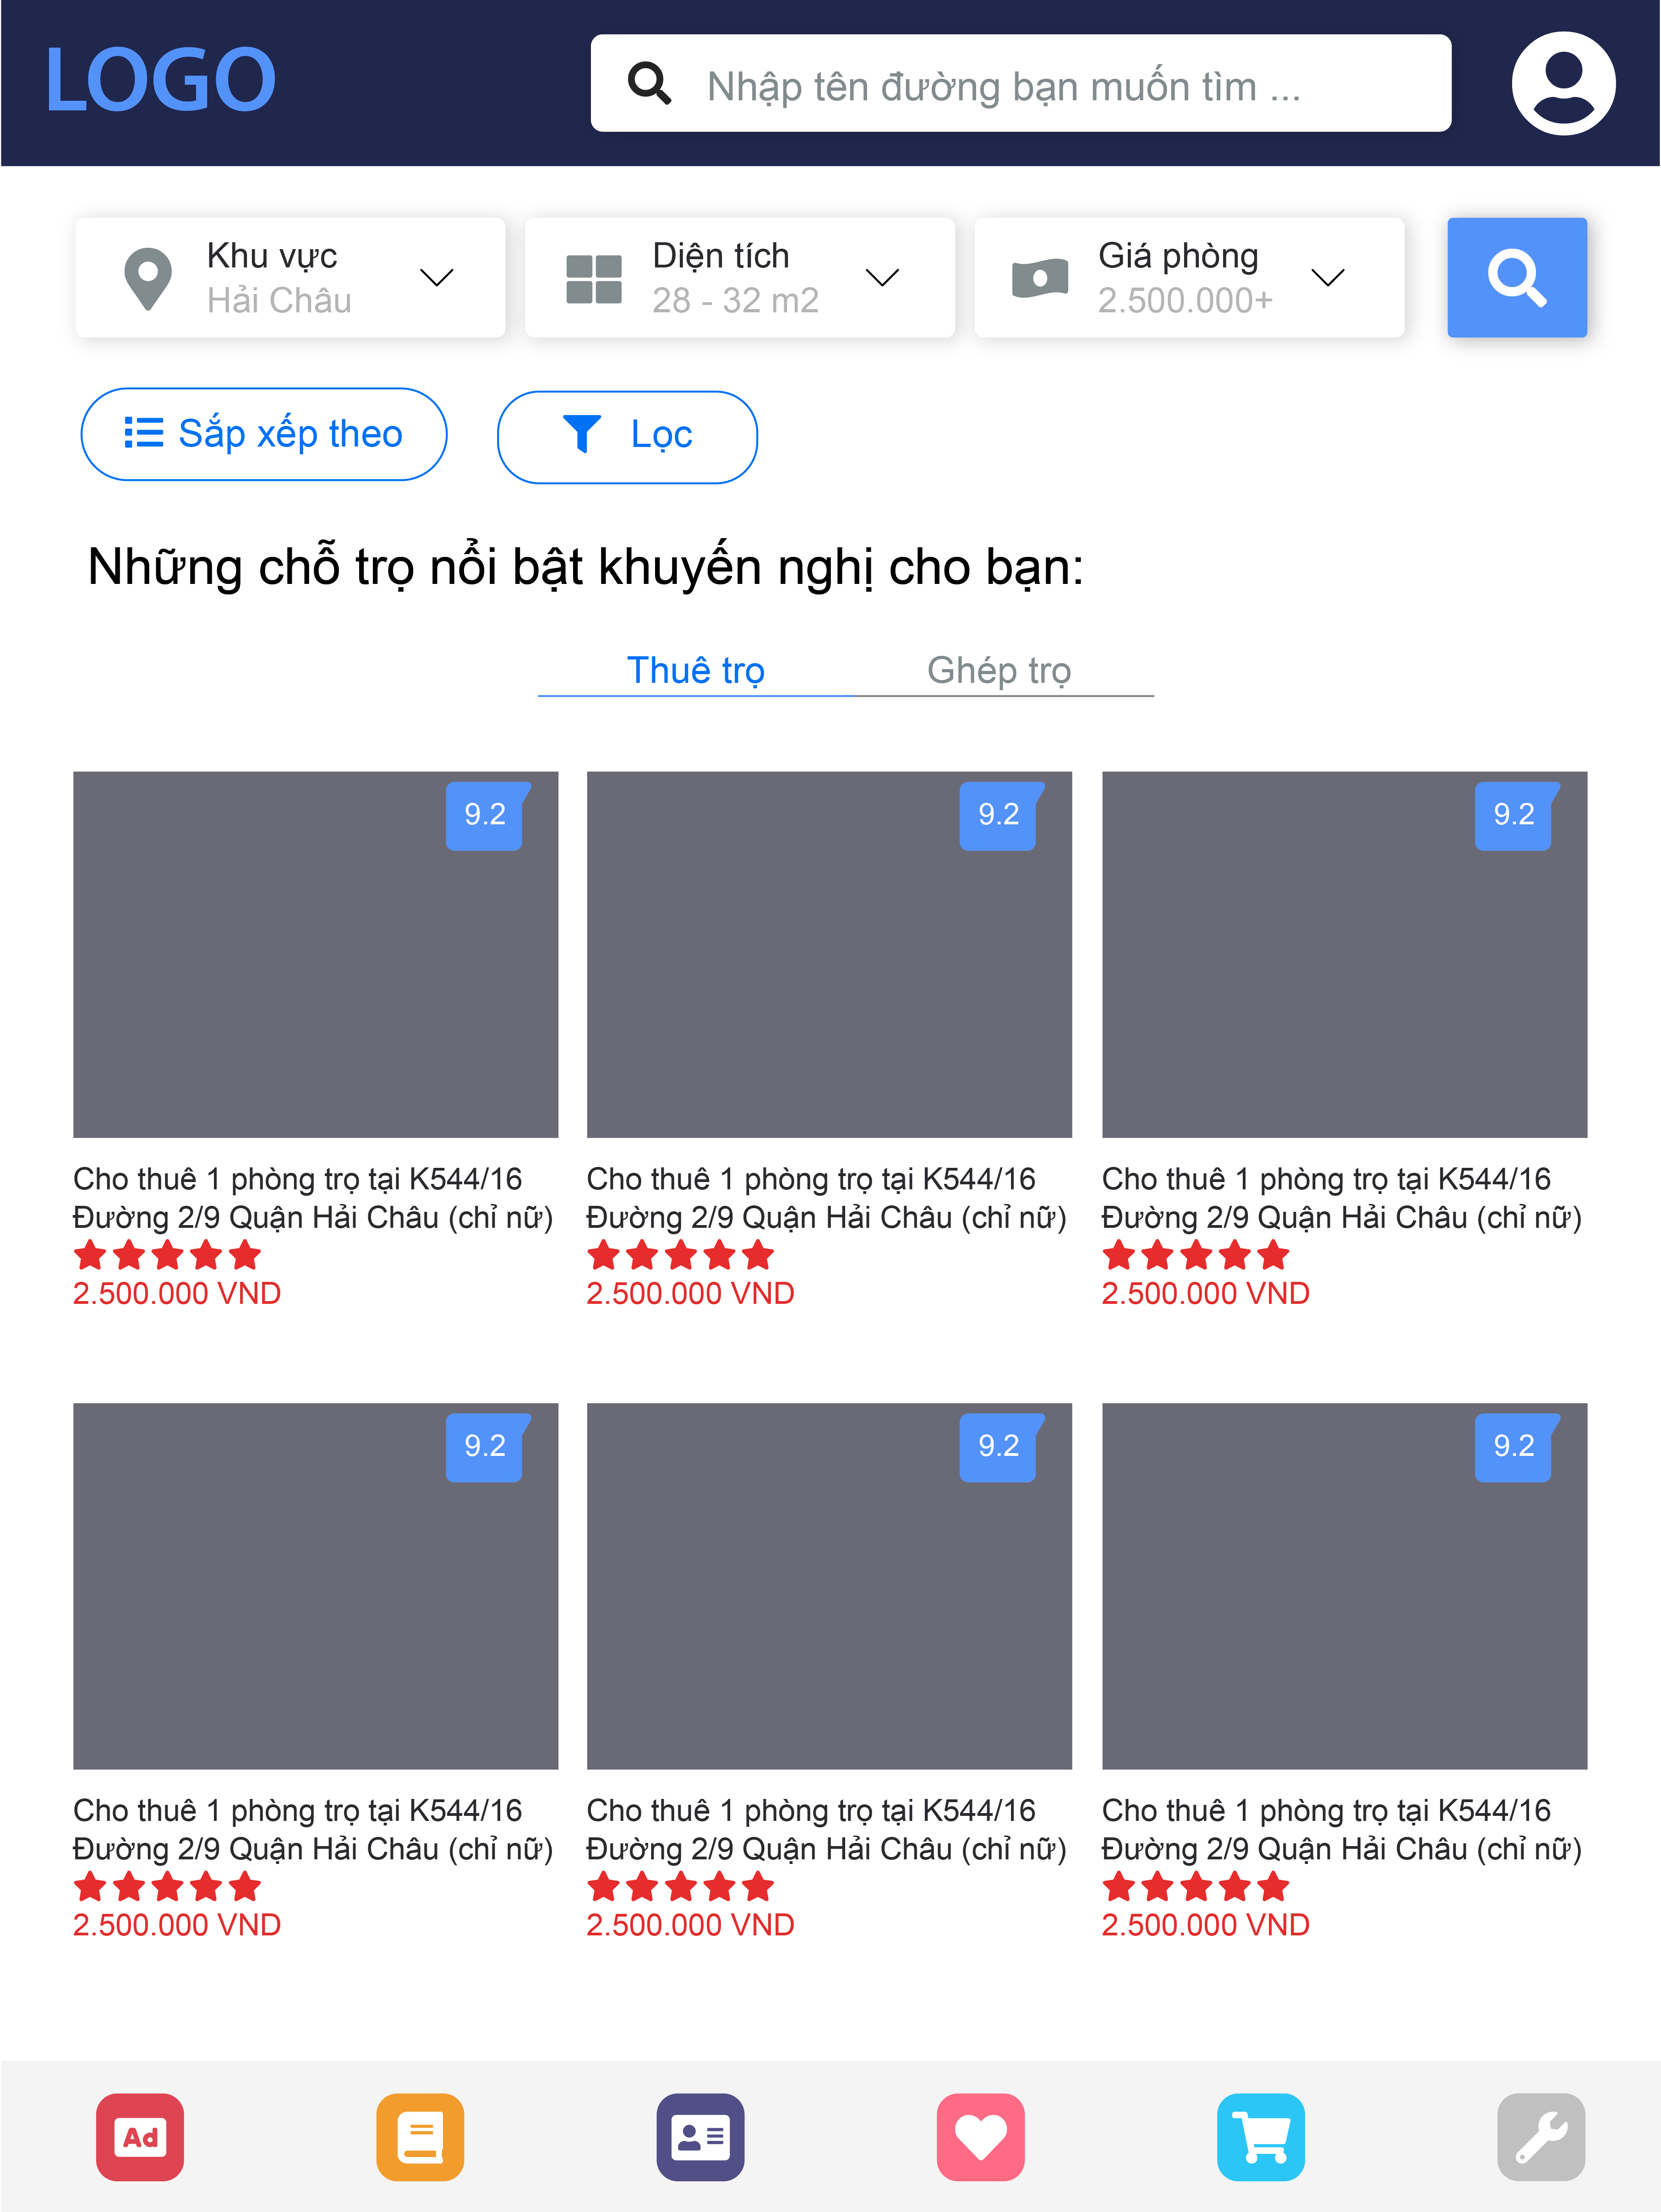 LOGO
Nhập tên đường bạn muốn tìm ...
Khu vực
Hải Châu
Diện tích
28 - 32 m2
Giá phòng
2.500.000+
Sắp xếp theo
Lọc
Những chỗ trọ nổi bật khuyến nghị cho bạn:
Thuê trọ
Ghép trọ
9.2
9.2
9.2
Cho thuê 1 phòng trọ tại K544/16
Đường 2/9 Quận Hải Châu (chỉ nữ)
2.500.000 VND
Cho thuê 1 phòng trọ tại K544/16
Đường 2/9 Quận Hải Châu (chỉ nữ)
2.500.000 VND
Cho thuê 1 phòng trọ tại K544/16
Đường 2/9 Quận Hải Châu (chỉ nữ)
2.500.000 VND
9.2
9.2
9.2
Cho thuê 1 phòng trọ tại K544/16
Đường 2/9 Quận Hải Châu (chỉ nữ)
2.500.000 VND
Cho thuê 1 phòng trọ tại K544/16
Đường 2/9 Quận Hải Châu (chỉ nữ)
2.500.000 VND
Cho thuê 1 phòng trọ tại K544/16
Đường 2/9 Quận Hải Châu (chỉ nữ)
2.500.000 VND
Ad